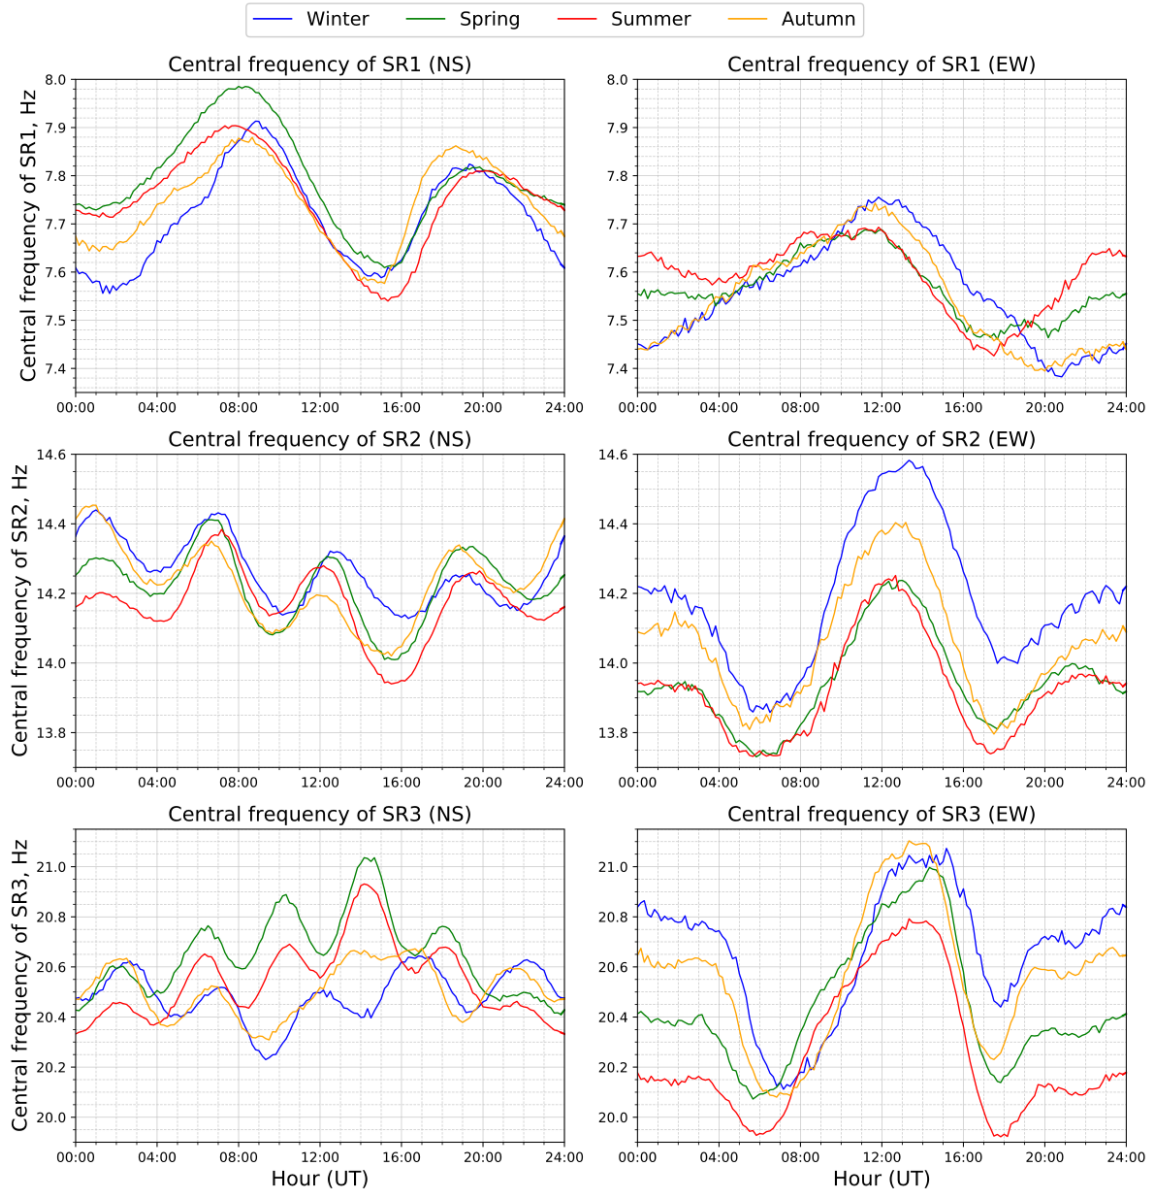 Winter Spring Summer Autumn
Central frequency of SR1 (NS)
Central frequency of SR1, Hz
8.0
7.9
7.8
7.7
7.6
7.5
7.4
00:00 04:00 08:00 12:00 16:00 20:00 24:00
Central frequency of SR1 (EW)
8.0
7.9
7.8
7.7
7.6
7.5
7.4
00:00 04:00 08:00 12:00 16:00 20:00 24:00
Central frequency of SR2 (NS)
Central frequency of SR2, Hz
14.6
14.4
14.2
14.0
13.8
00:00 04:00 08:00 12:00 16:00 20:00 24:00
Central frequency of SR2 (EW)
14.6
14.4
14.2
14.0
13.8
00:00 04:00 08:00 12:00 16:00 20:00 24:00
Central frequency of SR3 (NS)
Central frequency of SR3, Hz
21.0
20.8
20.6
20.4
20.2
20.0
00:00 04:00 08:00 12:00 16:00 20:00 24:00
Hour (UT)
Central frequency of SR3 (EW)
21.0
20.8
20.6
20.4
20.2
20.0
00:00 04:00 08:00 12:00 16:00 20:00 24:00
Hour (UT)